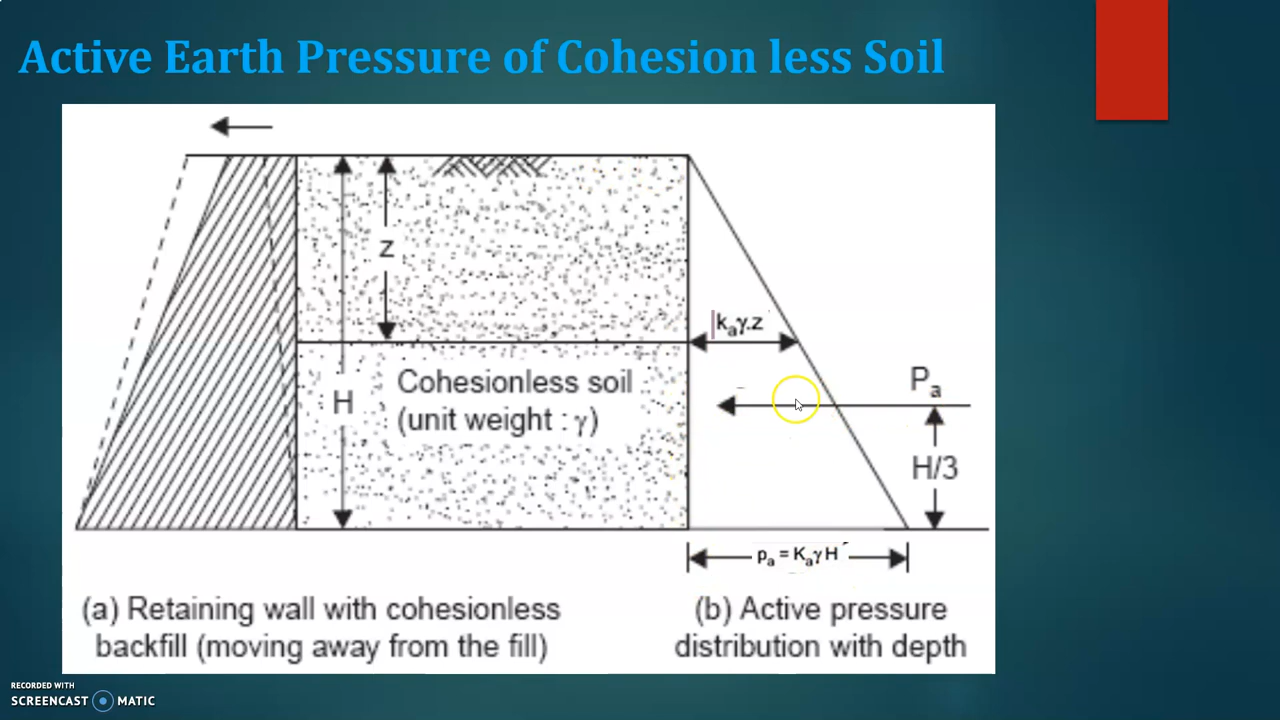 Active Earth Pressure of Cohesion less Soil
z
kₐγ.z
Cohesionless soil
H
(unit weight : γ)
Pₐ
H/3
pₐ = KₐγH
(a) Retaining wall with cohesionless
backfill (moving away from the fill)
(b) Active pressure
distribution with depth
RECORDED WITH
SCREENCAST MATIC